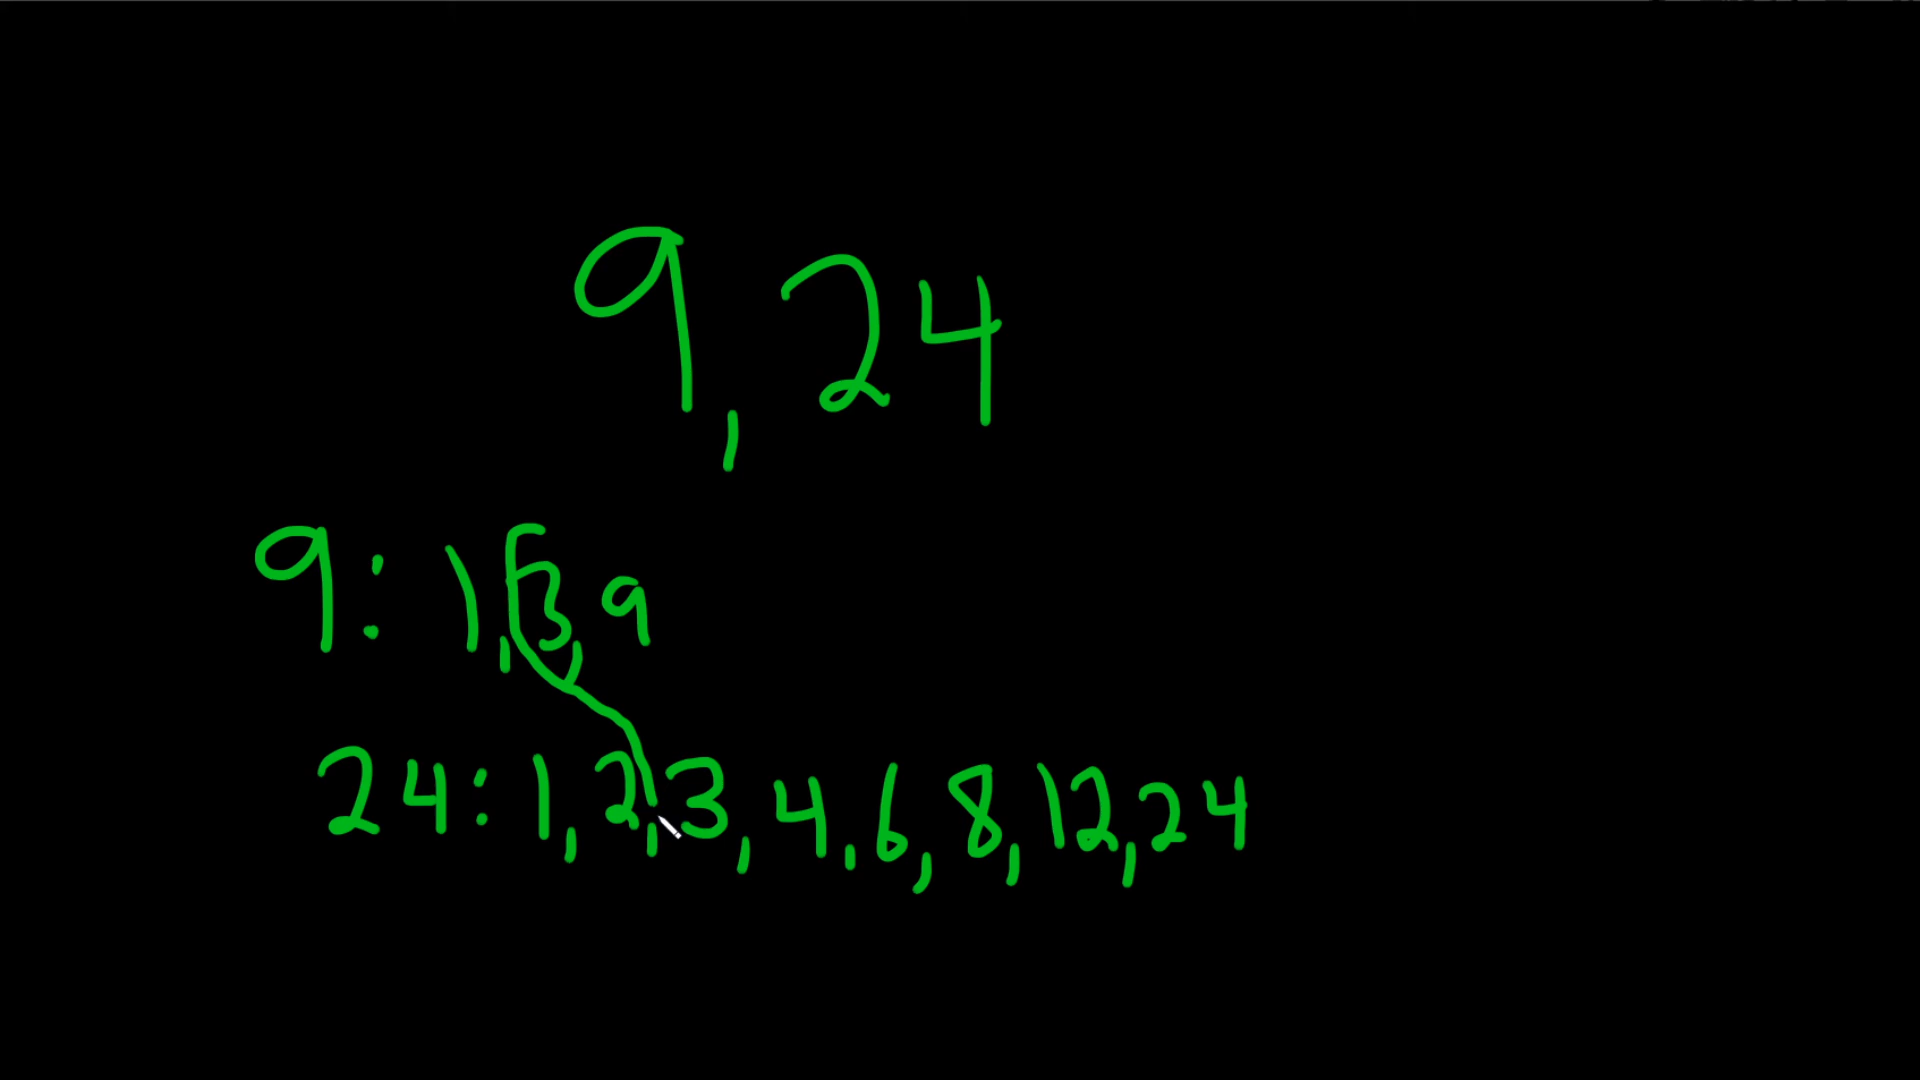 9, 24
9: 1, 3, 9
24: 1, 2, 3, 4, 6, 8, 12, 24